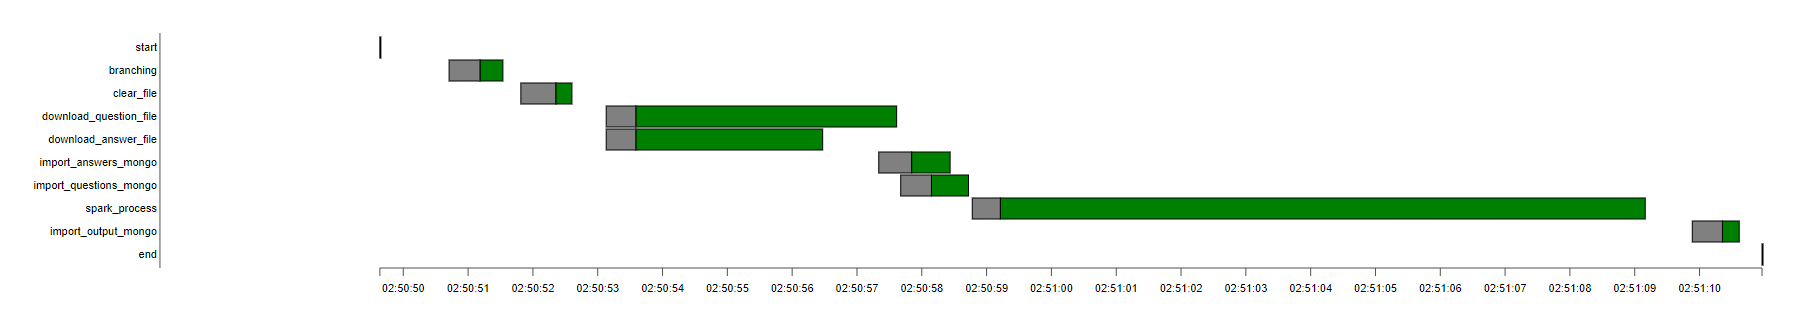 start
branching
clear_file
download_question_file
download_answer_file
import_answers_mongo
import_questions_mongo
spark_process
import_output_mongo
end
02:50:50 02:50:51 02:50:52 02:50:53 02:50:54 02:50:55 02:50:56 02:50:57 02:50:58 02:50:59 02:51:00 02:51:01 02:51:02 02:51:03 02:51:04 02:51:05 02:51:06 02:51:07 02:51:08 02:51:09 02:51:10